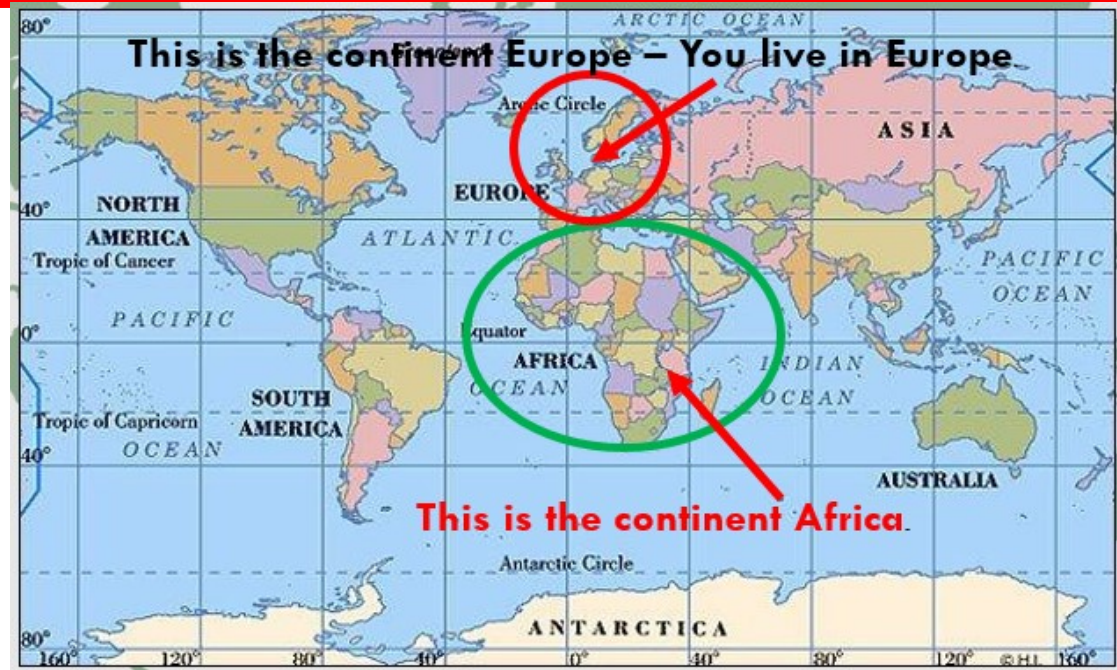 ARCTIC OCEAN
80°
This is the continent Europe – You live in Europe.
Arctic Circle
ASIA
EUROPE
40°
NORTH
AMERICA
ATLANTIC
Tropic of Cancer
PACIFIC
OCEAN
PACIFIC
0°
Equator
AFRICA
INDIAN
OCEAN
OCEAN
SOUTH
AMERICA
Tropic of Capricorn
OCEAN
40°
AUSTRALIA
This is the continent Africa.
Antarctic Circle
ANTARCTICA
80°
160° 120° 80° 40° 0° 40° 80° 120° 160°